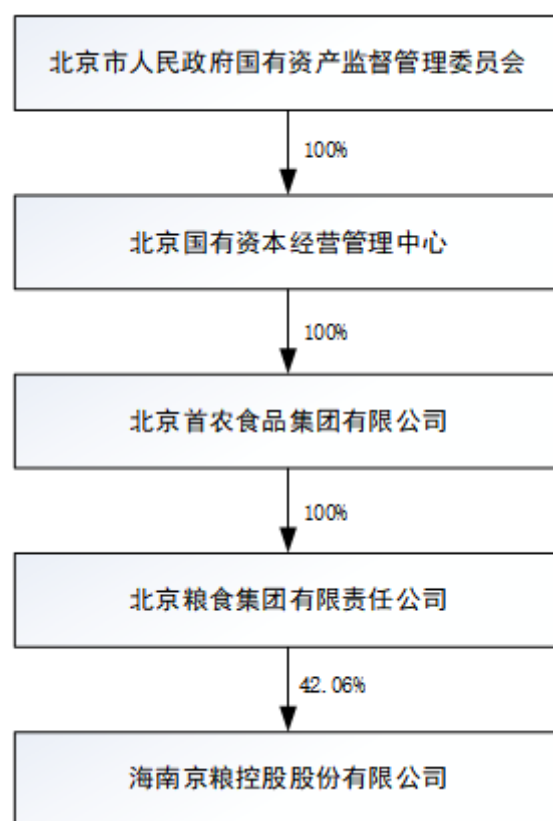 北京市人民政府国有资产监督管理委员会
100%
北京国有资本经营管理中心
100%
北京首农食品集团有限公司
100%
北京粮食集团有限责任公司
42.06%
海南京粮控股股份有限公司